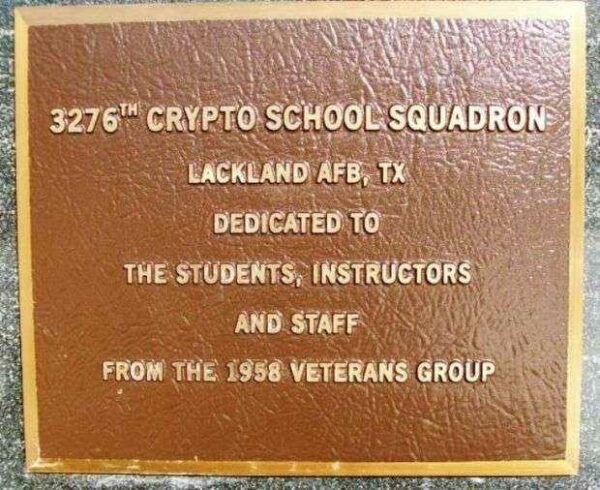 3276TH CRYPTO SCHOOL SQUADRON
LACKLAND AFB, TX
DEDICATED TO
THE STUDENTS, INSTRUCTORS
AND STAFF
FROM THE 1958 VETERANS GROUP